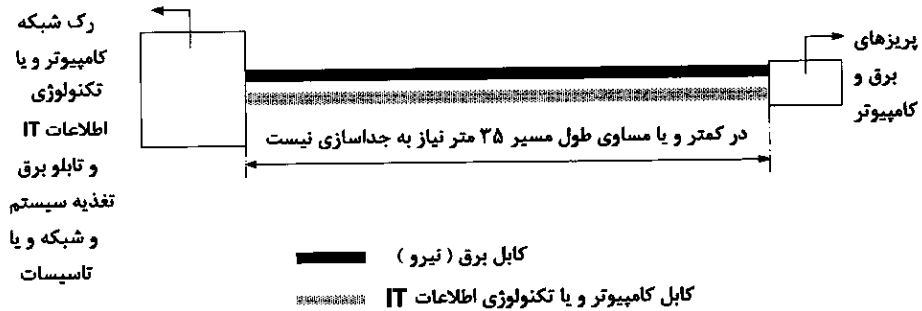 پریزهای
برق و
کامپیوتر
رک شبکه
کامپیوتر و یا
تکنولوژی
اطلاعات IT
و تابلو برق
تغذیه سیستم
و شبکه و یا
تاسیسات
در کمتر و یا مساوی طول مسیر ۳۵ متر نیاز به جداسازی نیست
کابل برق ( نیرو )
کابل کامپیوتر و یا تکنولوژی اطلاعات IT